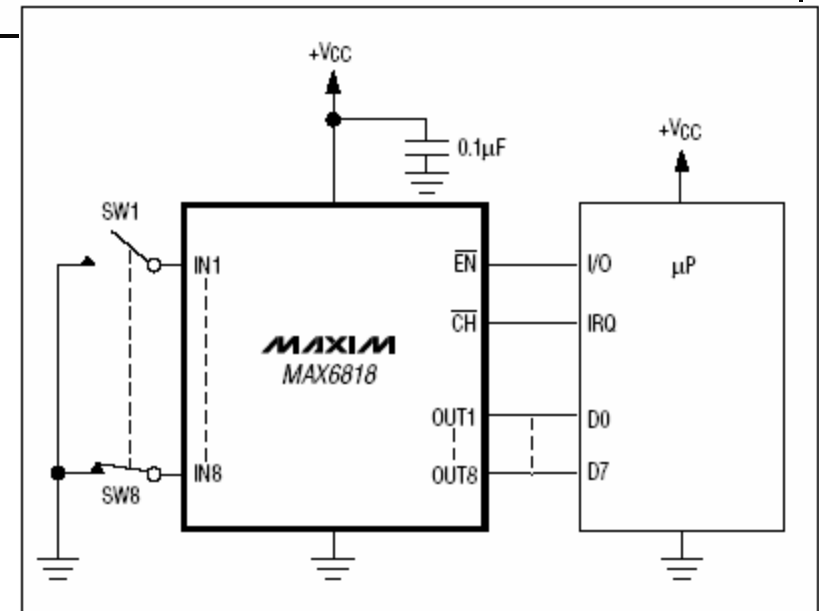 +VCC
0.1µF
+VCC
SW1
IN1
EN
I/O
µP
CH
IRQ
MAXIM
MAX6818
OUT1
D0
IN8
OUT8
D7
SW8